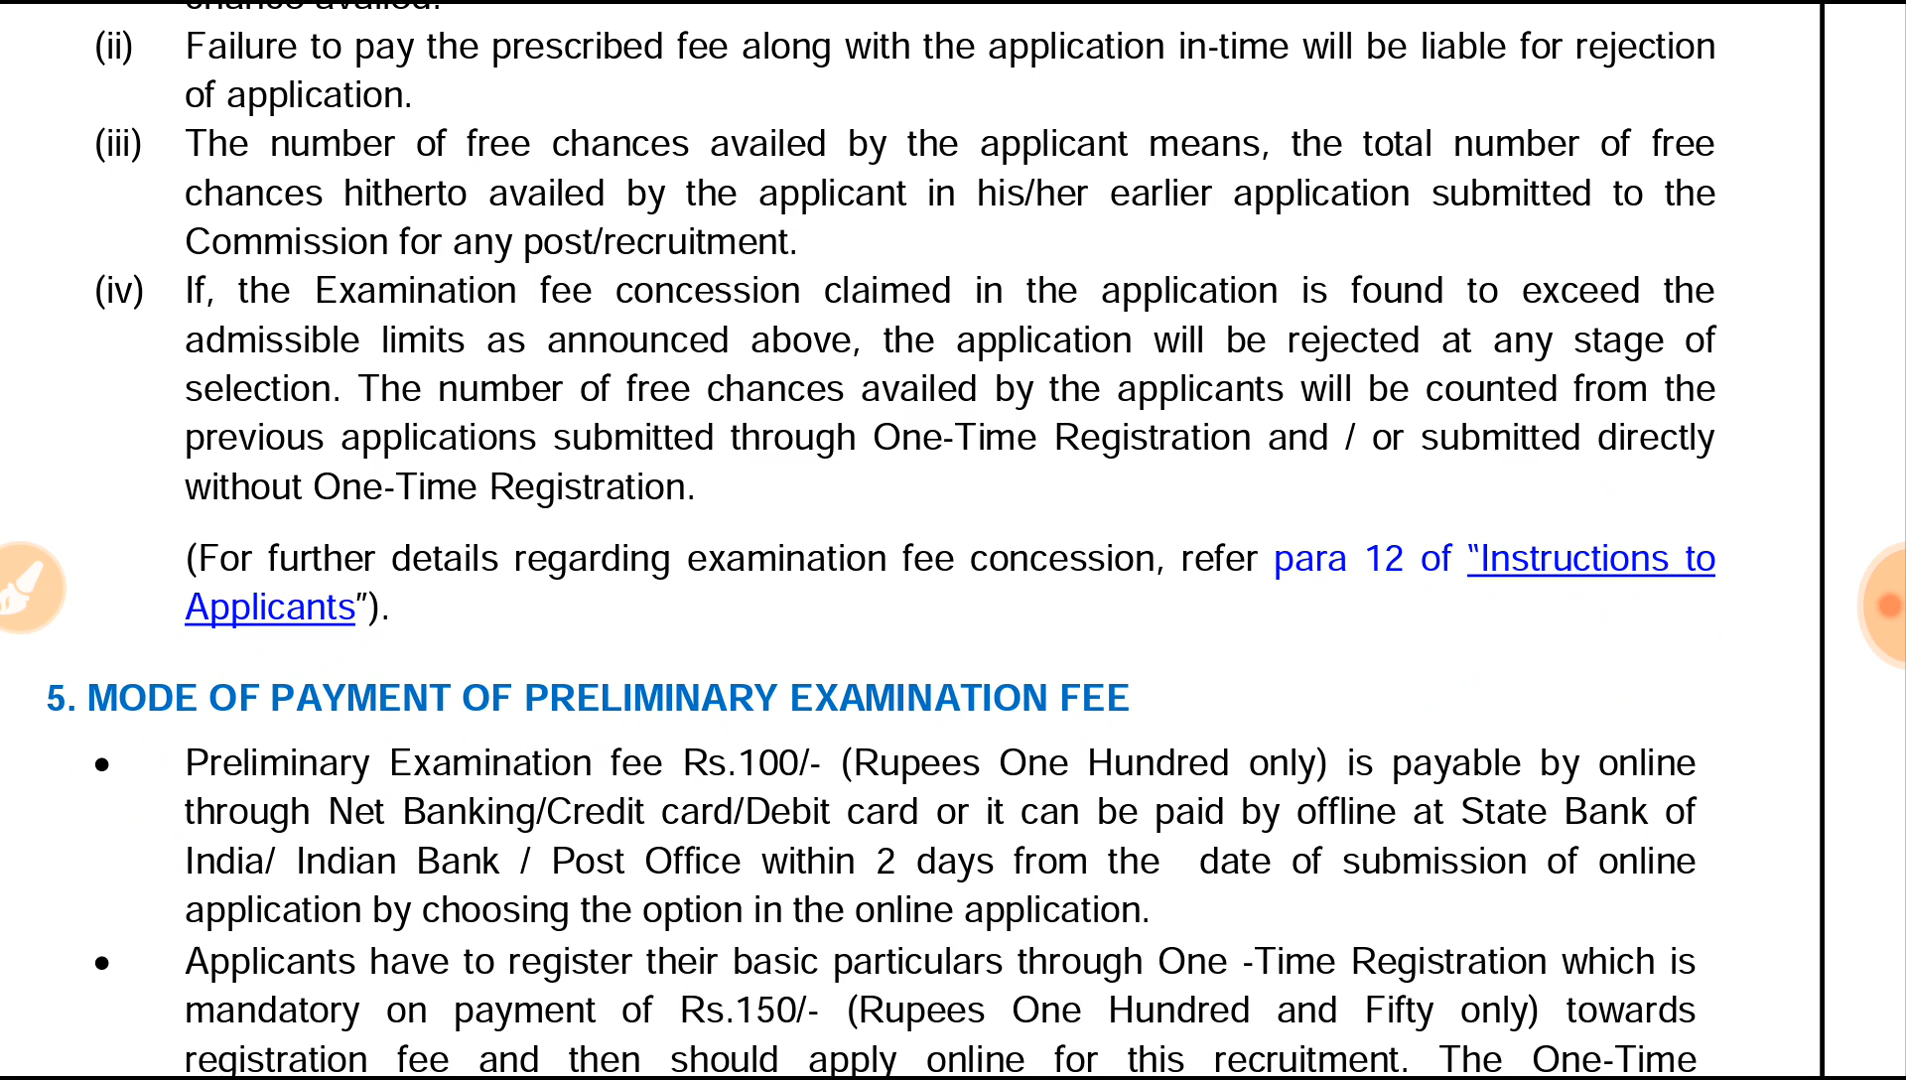 chance availed.
(ii) Failure to pay the prescribed fee along with the application in-time will be liable for rejection
of application.
(iii) The number of free chances availed by the applicant means, the total number of free
chances hitherto availed by the applicant in his/her earlier application submitted to the
Commission for any post/recruitment.
(iv) If, the Examination fee concession claimed in the application is found to exceed the
admissible limits as announced above, the application will be rejected at any stage of
selection. The number of free chances availed by the applicants will be counted from the
previous applications submitted through One-Time Registration and / or submitted directly
without One-Time Registration.
(For further details regarding examination fee concession, refer para 12 of “Instructions to
Applicants”).
5. MODE OF PAYMENT OF PRELIMINARY EXAMINATION FEE
• Preliminary Examination fee Rs.100/- (Rupees One Hundred only) is payable by online
through Net Banking/Credit card/Debit card or it can be paid by offline at State Bank of
India/ Indian Bank / Post Office within 2 days from the date of submission of online
application by choosing the option in the online application.
• Applicants have to register their basic particulars through One -Time Registration which is
mandatory on payment of Rs.150/- (Rupees One Hundred and Fifty only) towards
registration fee and then should apply online for this recruitment. The One-Time